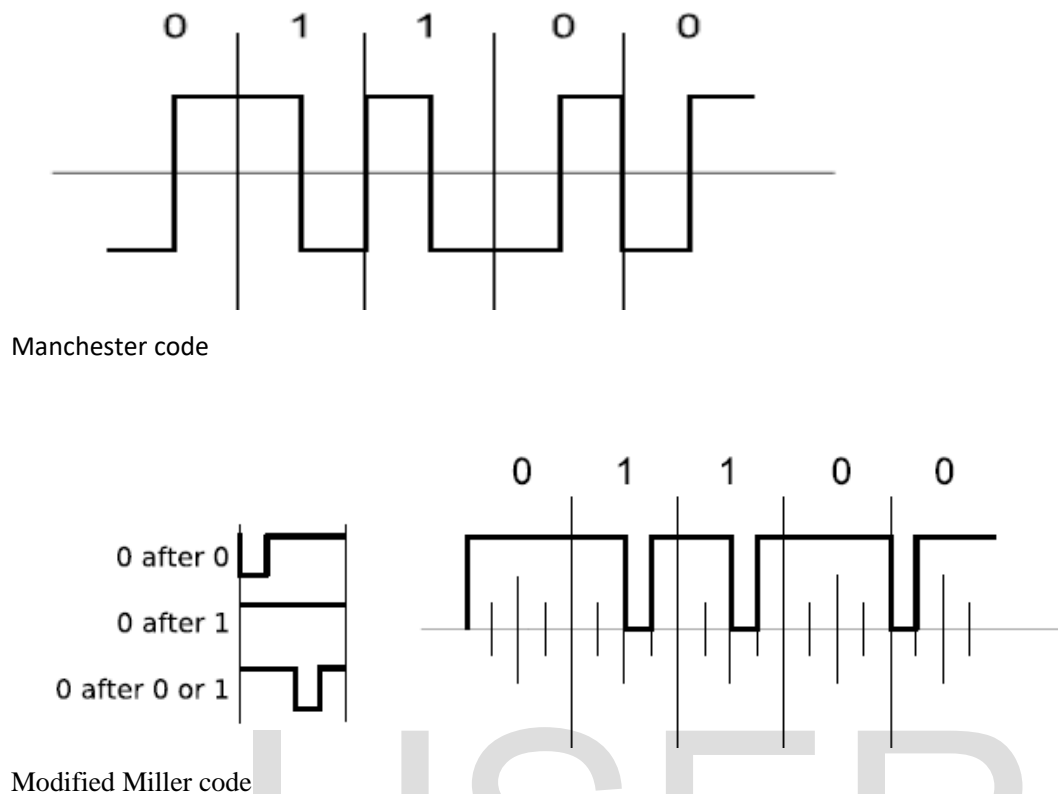 0 1 1 0 0
Manchester code
0 1 1 0 0
0 after 0
0 after 1
0 after 0 or 1
Modified Miller code
IJSER